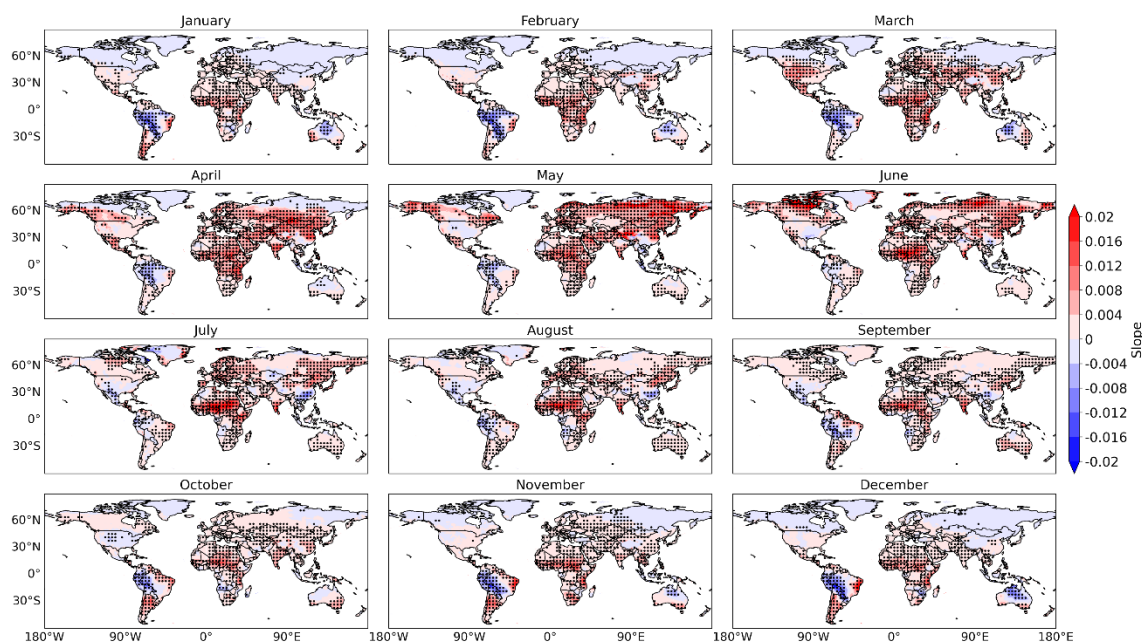 January February March
60°N
30°N
0°
30°S
April May June
60°N
30°N
0°
30°S
July August September
60°N
30°N
0°
30°S
October November December
60°N
30°N
0°
30°S
180°W 90°W 0° 90°E 180°W 90°W 0° 90°E 180°W 90°W 0° 90°E 180°E
0.02
0.016
0.012
0.008
0.004
0
-0.004
-0.008
-0.012
-0.016
-0.02
Slope